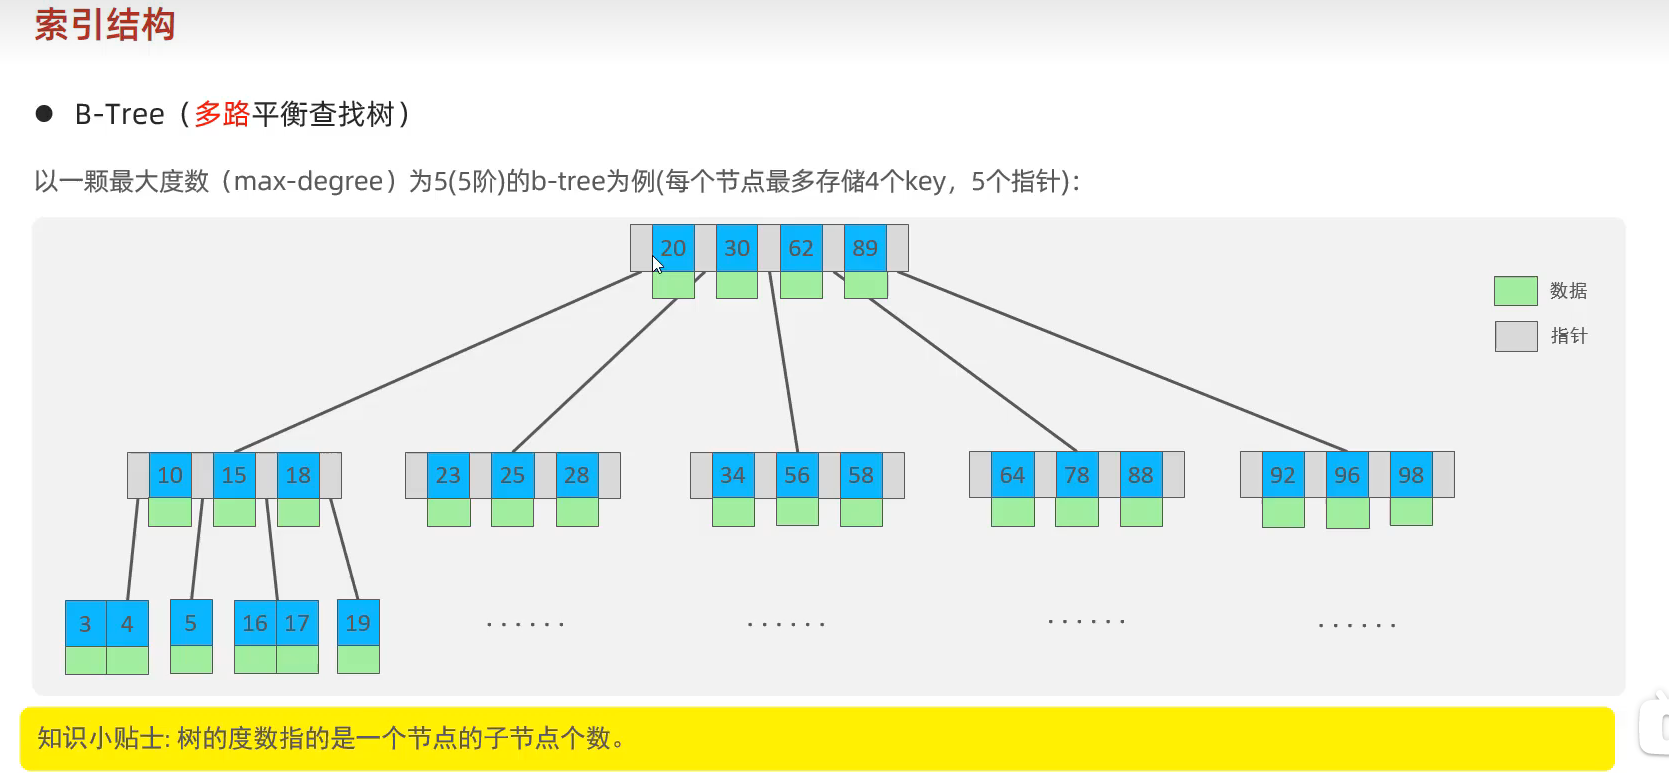 索引结构
B-Tree（多路平衡查找树）
以一颗最大度数（max-degree）为5(5阶)的b-tree为例(每个节点最多存储4个key，5个指针)：
20 30 62 89
数据
指针
10 15 18 23 25 28 34 56 58 64 78 88 92 96 98
3 4 5 16 17 19 ······ ······ ······ ······
知识小贴士: 树的度数指的是一个节点的子节点个数。